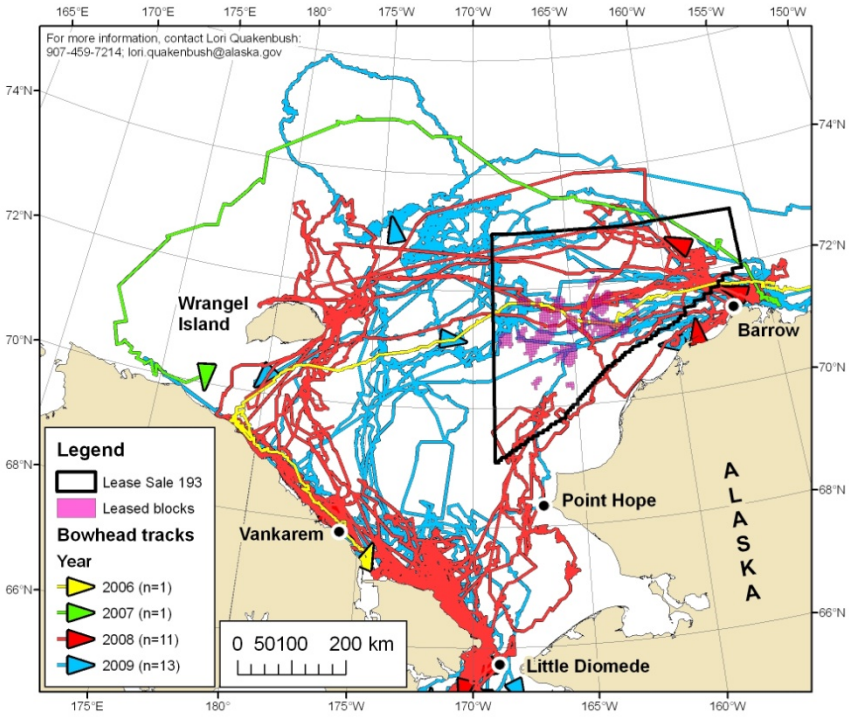 165°E 170°E 175°E 180° 175°W 170°W 165°W 160°W 155°W 150°W
For more information, contact Lori Quakenbush:
907-459-7214; lori.quakenbush@alaska.gov
74°N
74°N
72°N
72°N
Wrangel
Island
Barrow
70°N
70°N
Legend
Lease Sale 193
Leased blocks
Bowhead tracks
Year
2006 (n=1)
2007 (n=1)
2008 (n=11)
2009 (n=13)
68°N
68°N
Point Hope
ALASKA
Vankarem
66°N
66°N
0 50100 200 km
Little Diomede
175°E 180° 175°W 170°W 165°W 160°W